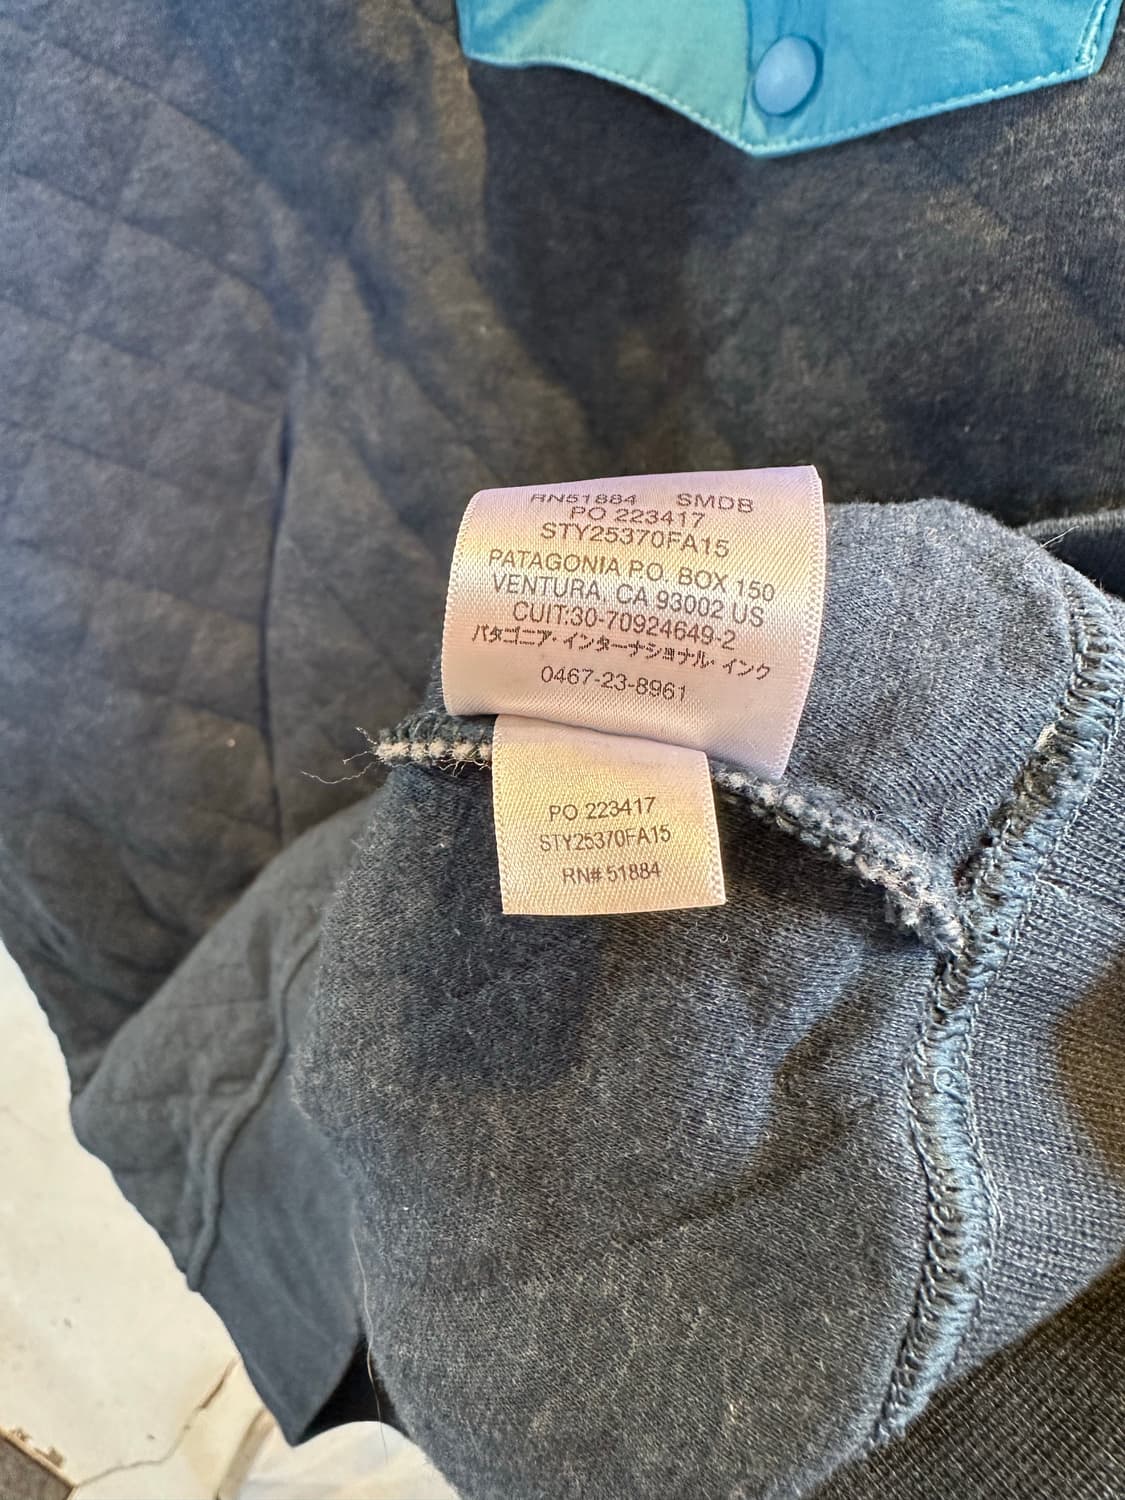 RN51884 SMDB
PO 223417
STY25370FA15
PATAGONIA P.O. BOX 150
VENTURA, CA 93002 US
CUIT:30-70924649-2
パタゴニア・インターナショナル・インク
0467-23-8961
PO 223417
STY25370FA15
RN# 51884